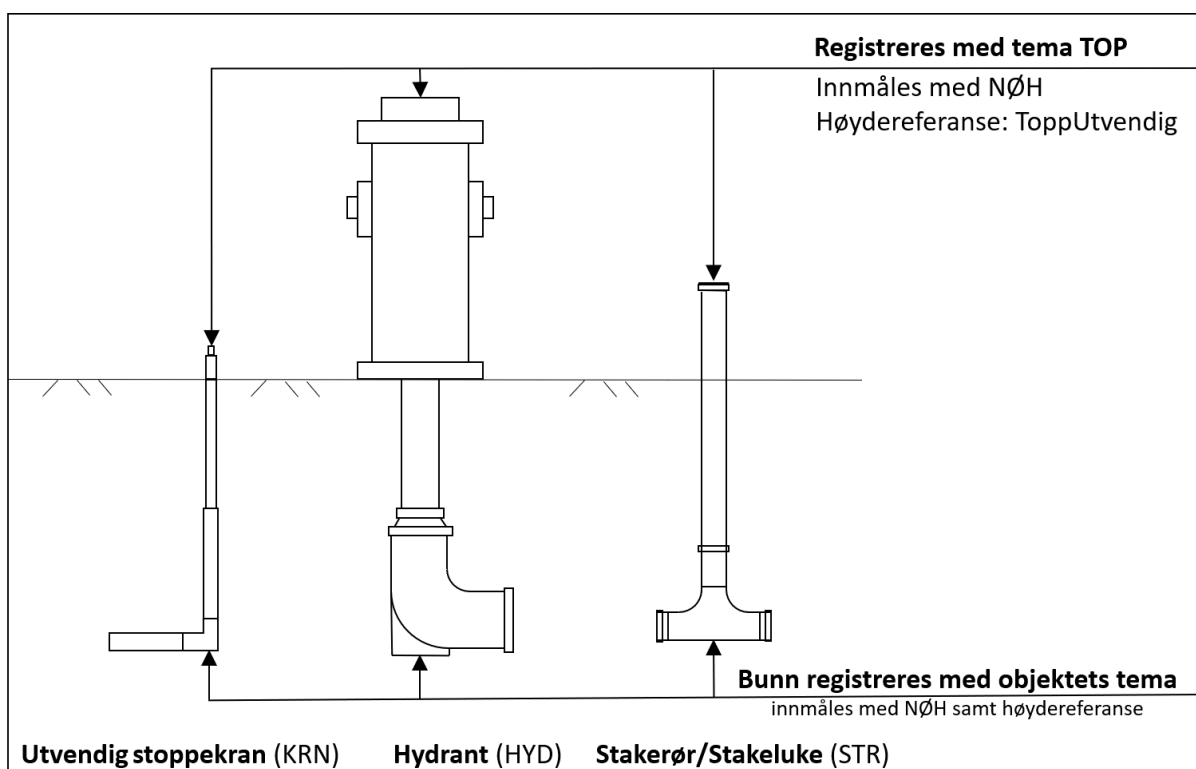 Registreres med tema TOP
Innmåles med NØH
Høydereferanse: ToppUtvendig
Bunn registreres med objektets tema
innmåles med NØH samt høydereferanse
Utvendig stoppekran (KRN) Hydrant (HYD) Stakerør/Stakeluke (STR)